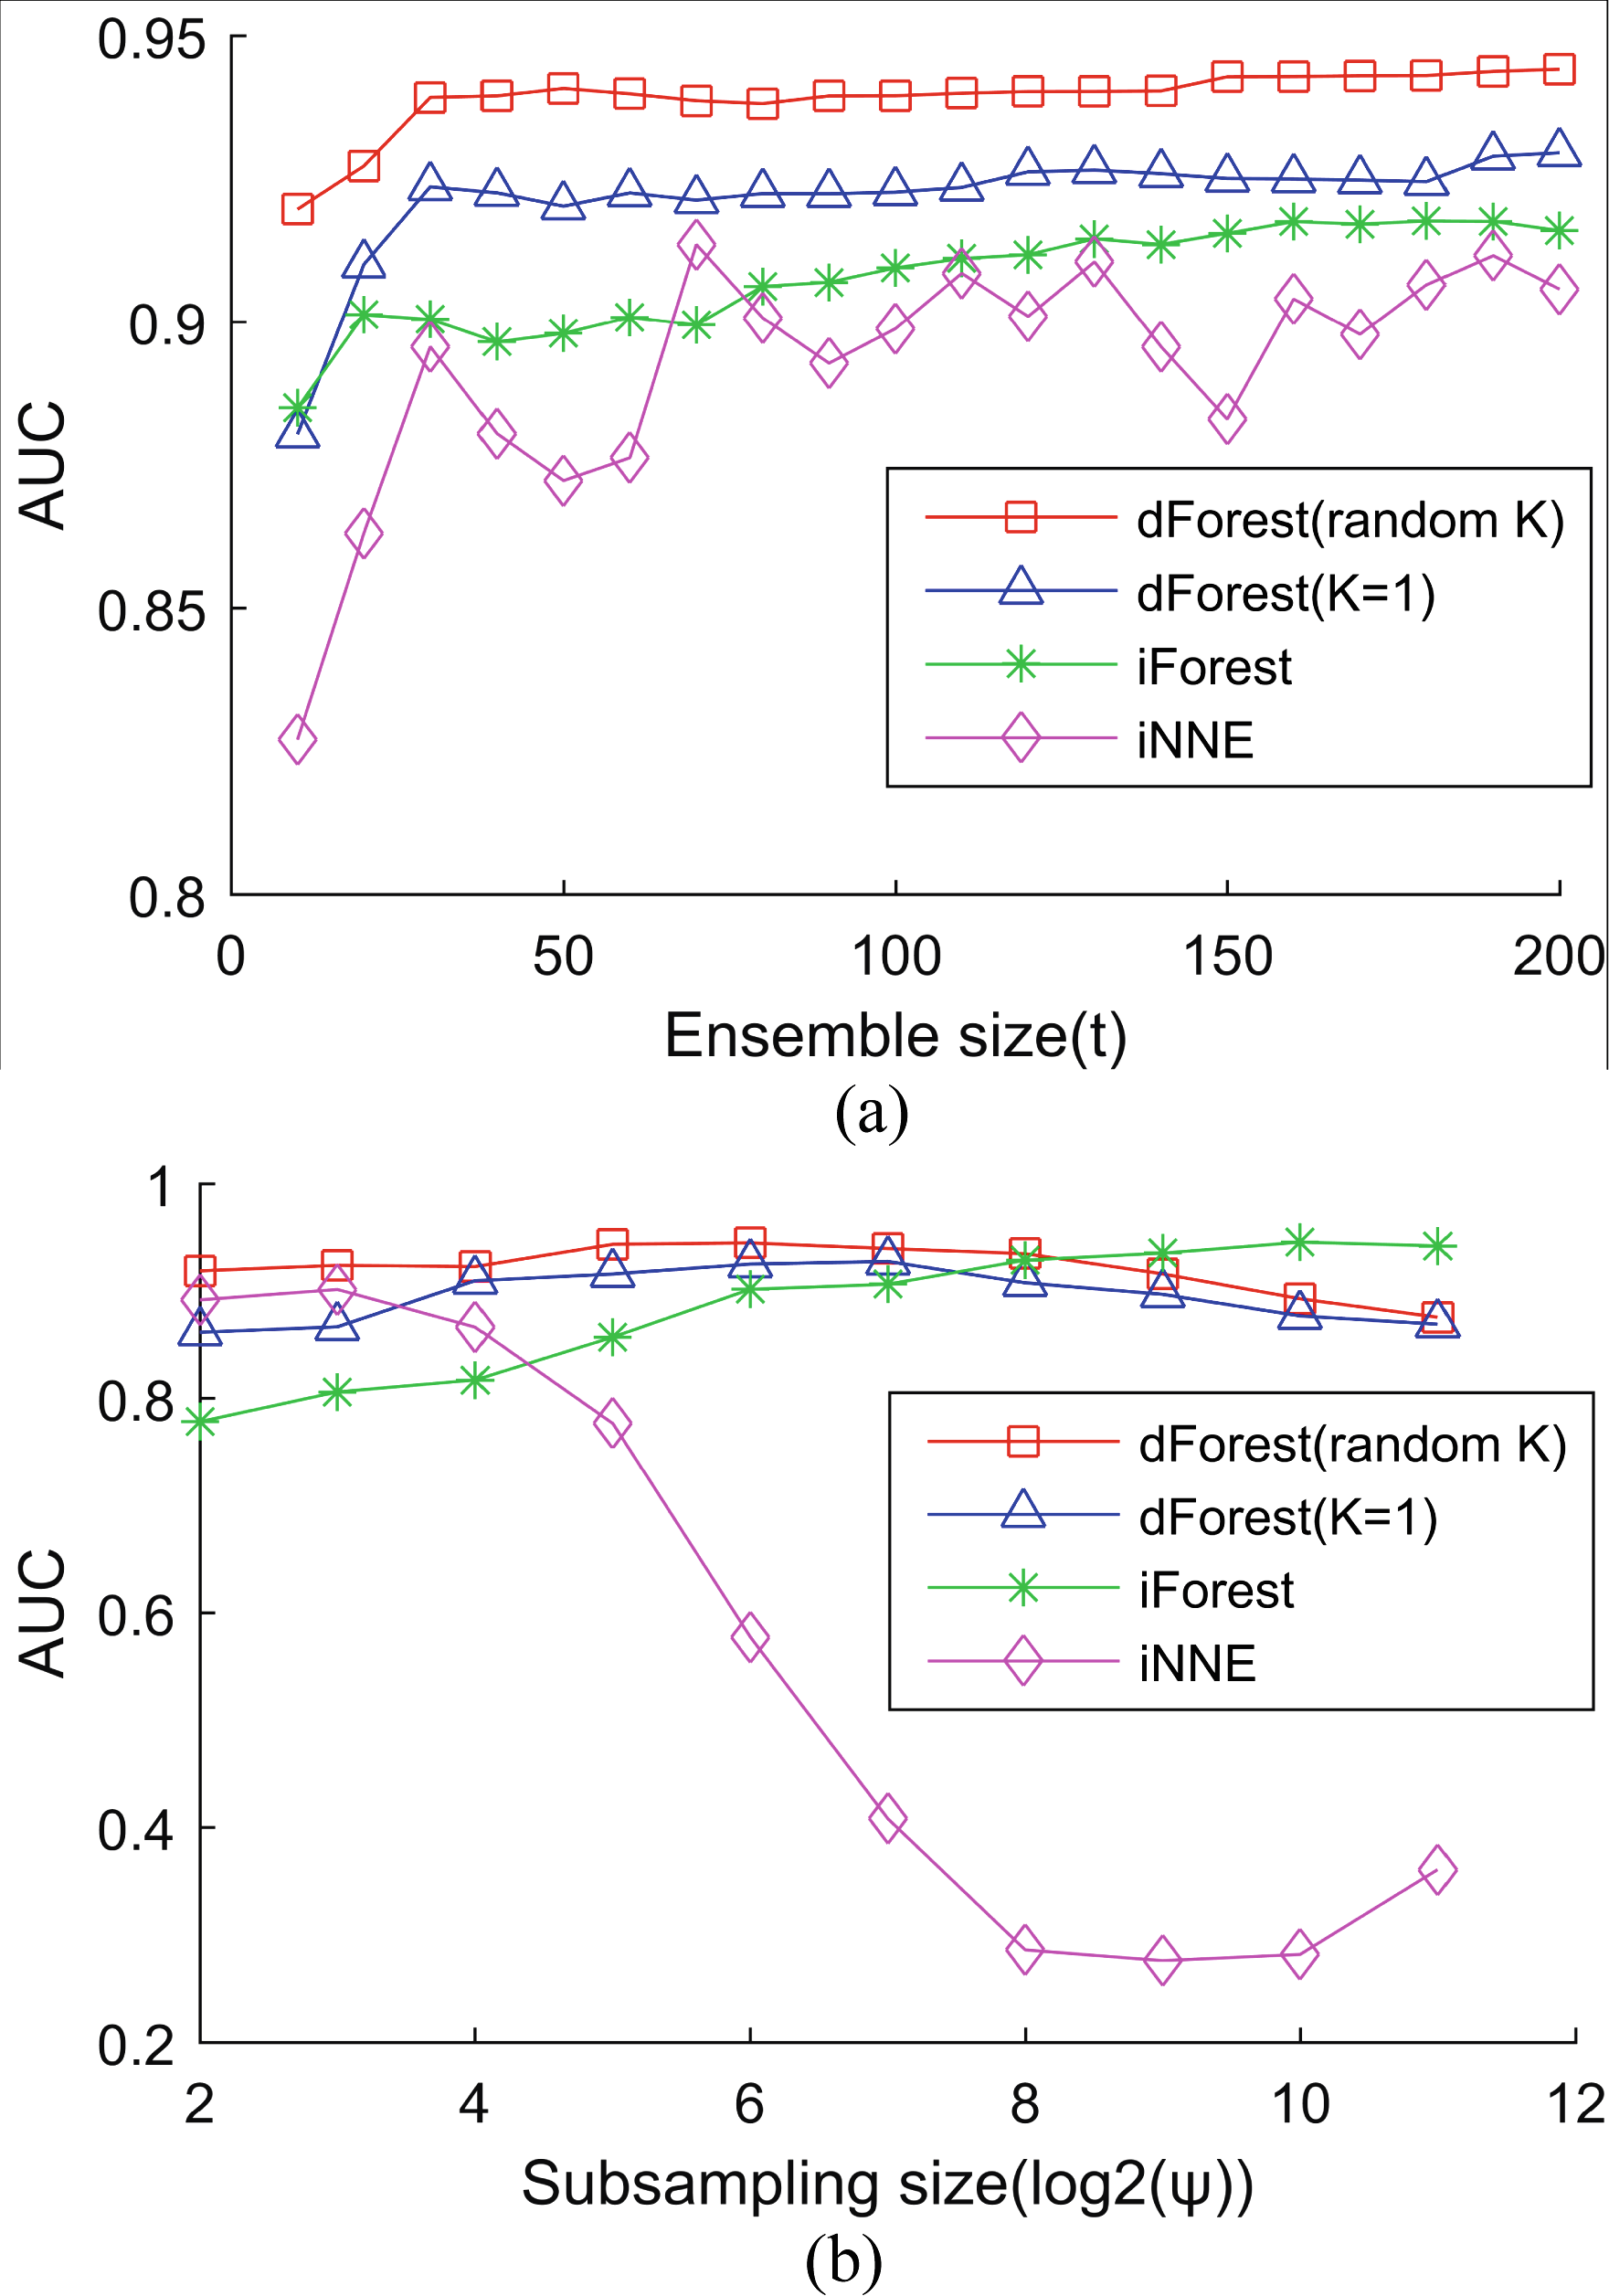 0.95
0.9
0.85
0.8
AUC
dForest(random K)
dForest(K=1)
iForest
iNNE
0 50 100 150 200
Ensemble size(t)
(a)
1
0.8
0.6
0.4
0.2
AUC
dForest(random K)
dForest(K=1)
iForest
iNNE
2 4 6 8 10 12
Subsampling size(log2(ψ))
(b)